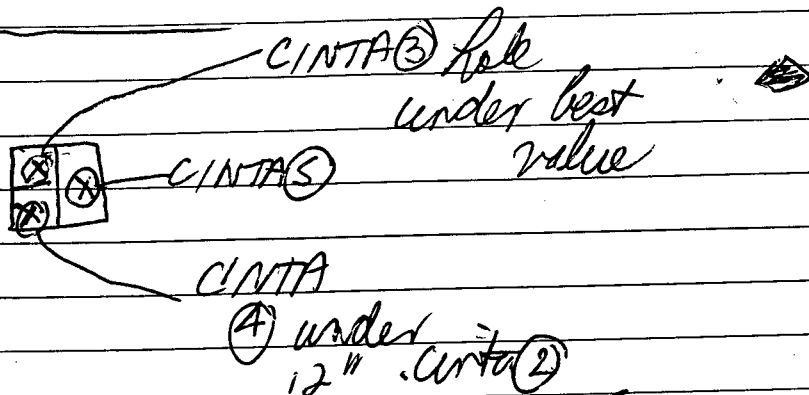 CINTA ③ hole
under best
value
CINTA ⑤
CINTA
④ under
12" . Cinta ②